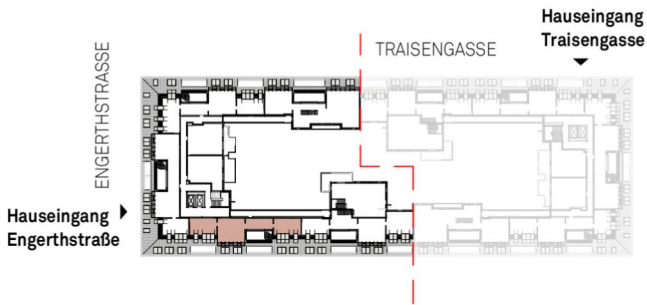 Hauseingang
Traisengasse
TRAISENGASSE
ENGERTHSTRASSE
Hauseingang
Engerthstraße